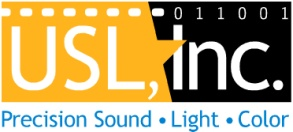 011001
USL, Inc.
Precision Sound • Light • Color